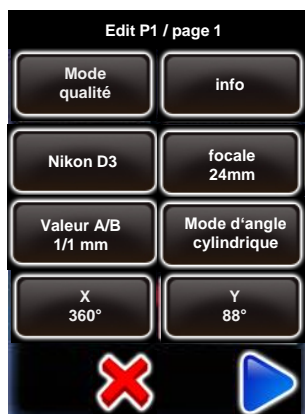 Edit P1 / page 1
Mode
qualité
info
Nikon D3
focale
24mm
Valeur A/B
1/1 mm
Mode d‘angle
cylindrique
X
360°
Y
88°